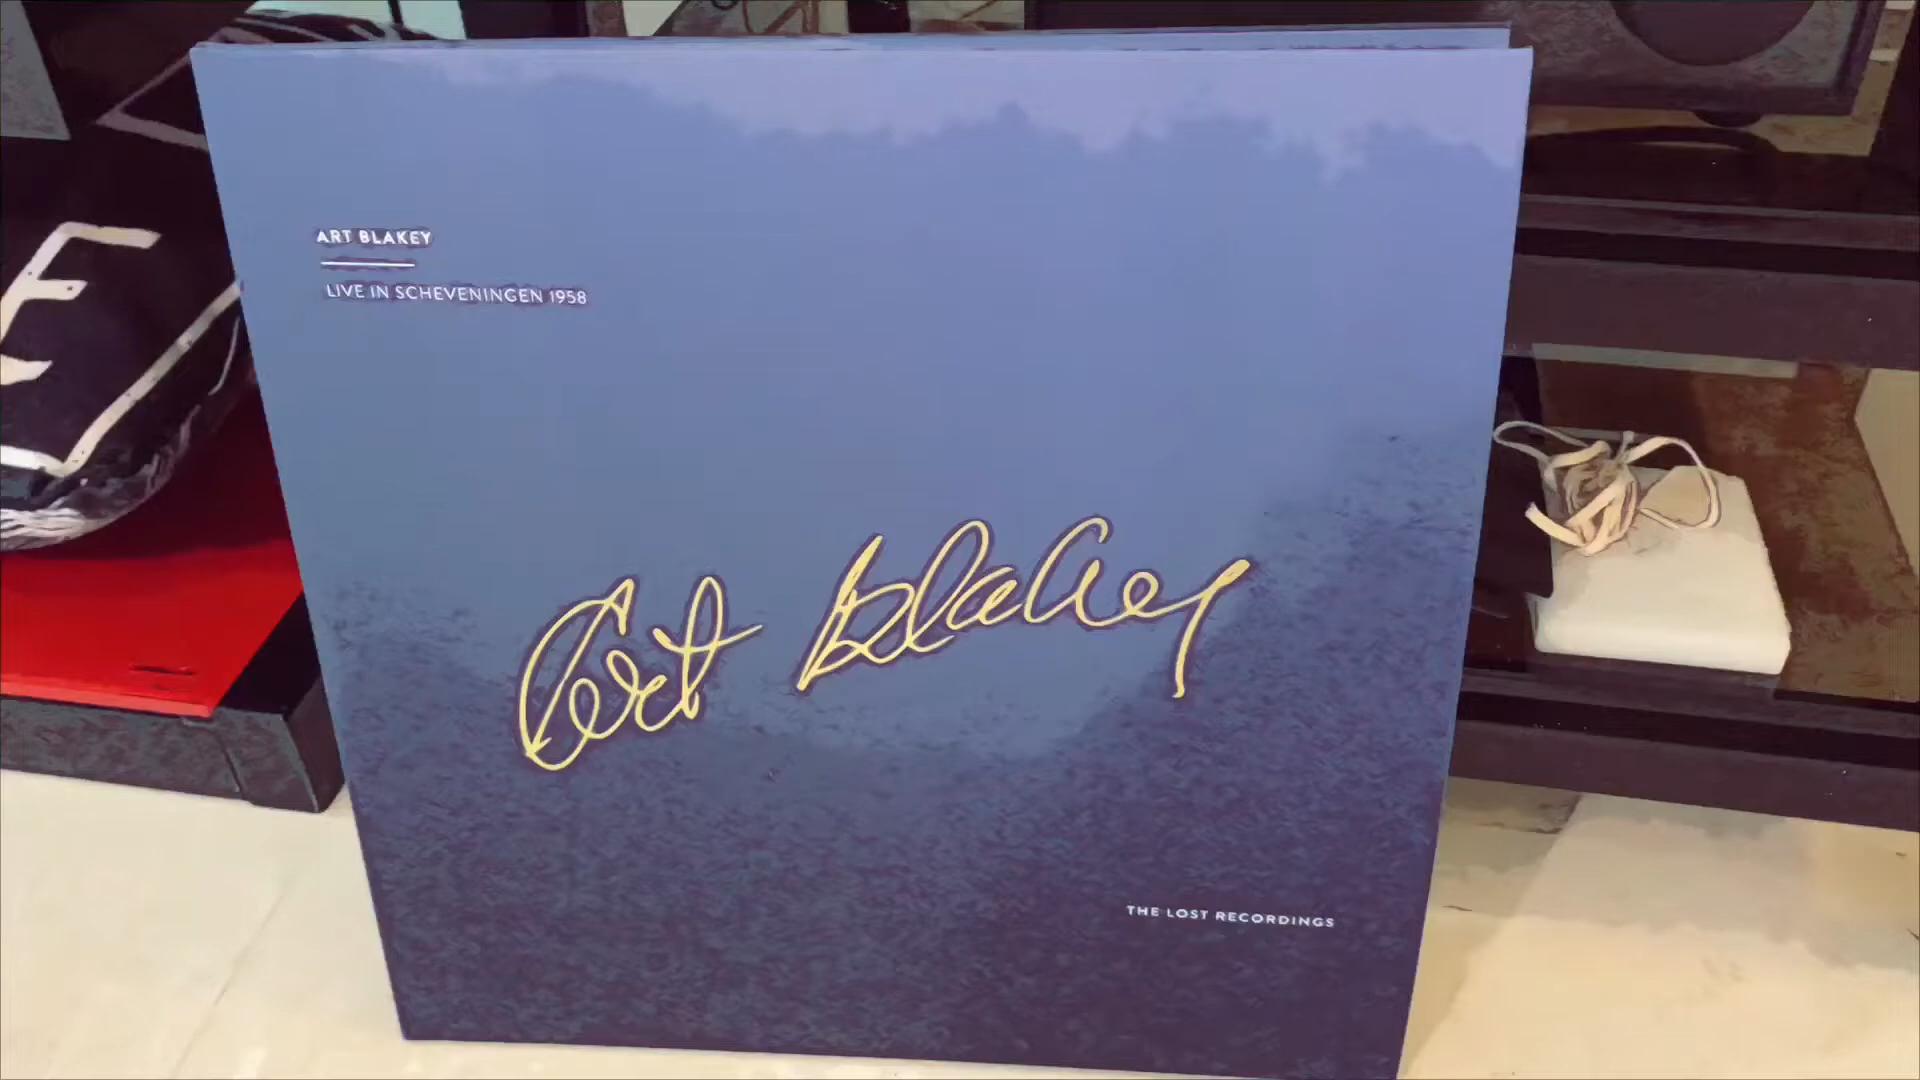 ART BLAKEY
LIVE IN SCHEVENINGEN 1958
E
Art Blakey
THE LOST RECORDINGS